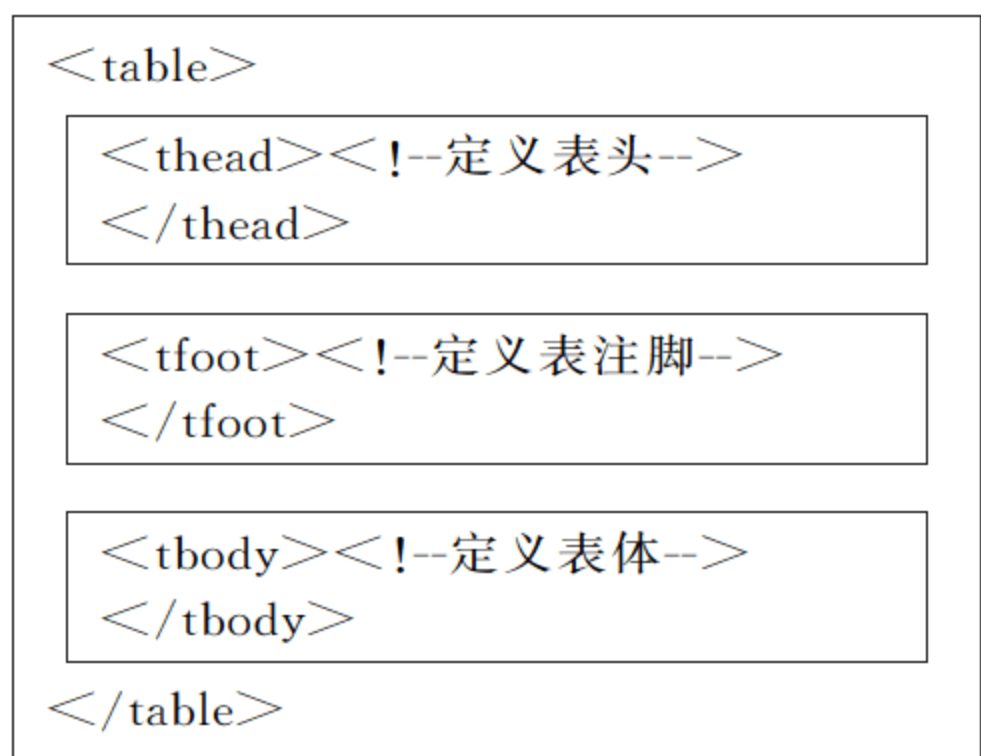 <table>
<thead><!--定义表头-->
</thead>
<tfoot><!--定义表注脚-->
</tfoot>
<tbody><!--定义表体-->
</tbody>
</table>